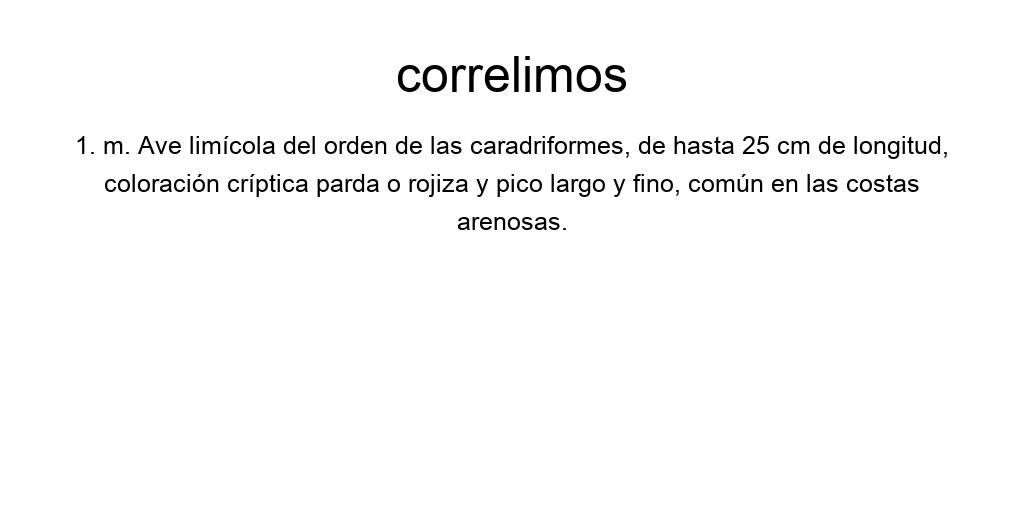 correlimos
1. m. Ave limícola del orden de las caradriformes, de hasta 25 cm de longitud,
coloración críptica parda o rojiza y pico largo y fino, común en las costas
arenosas.